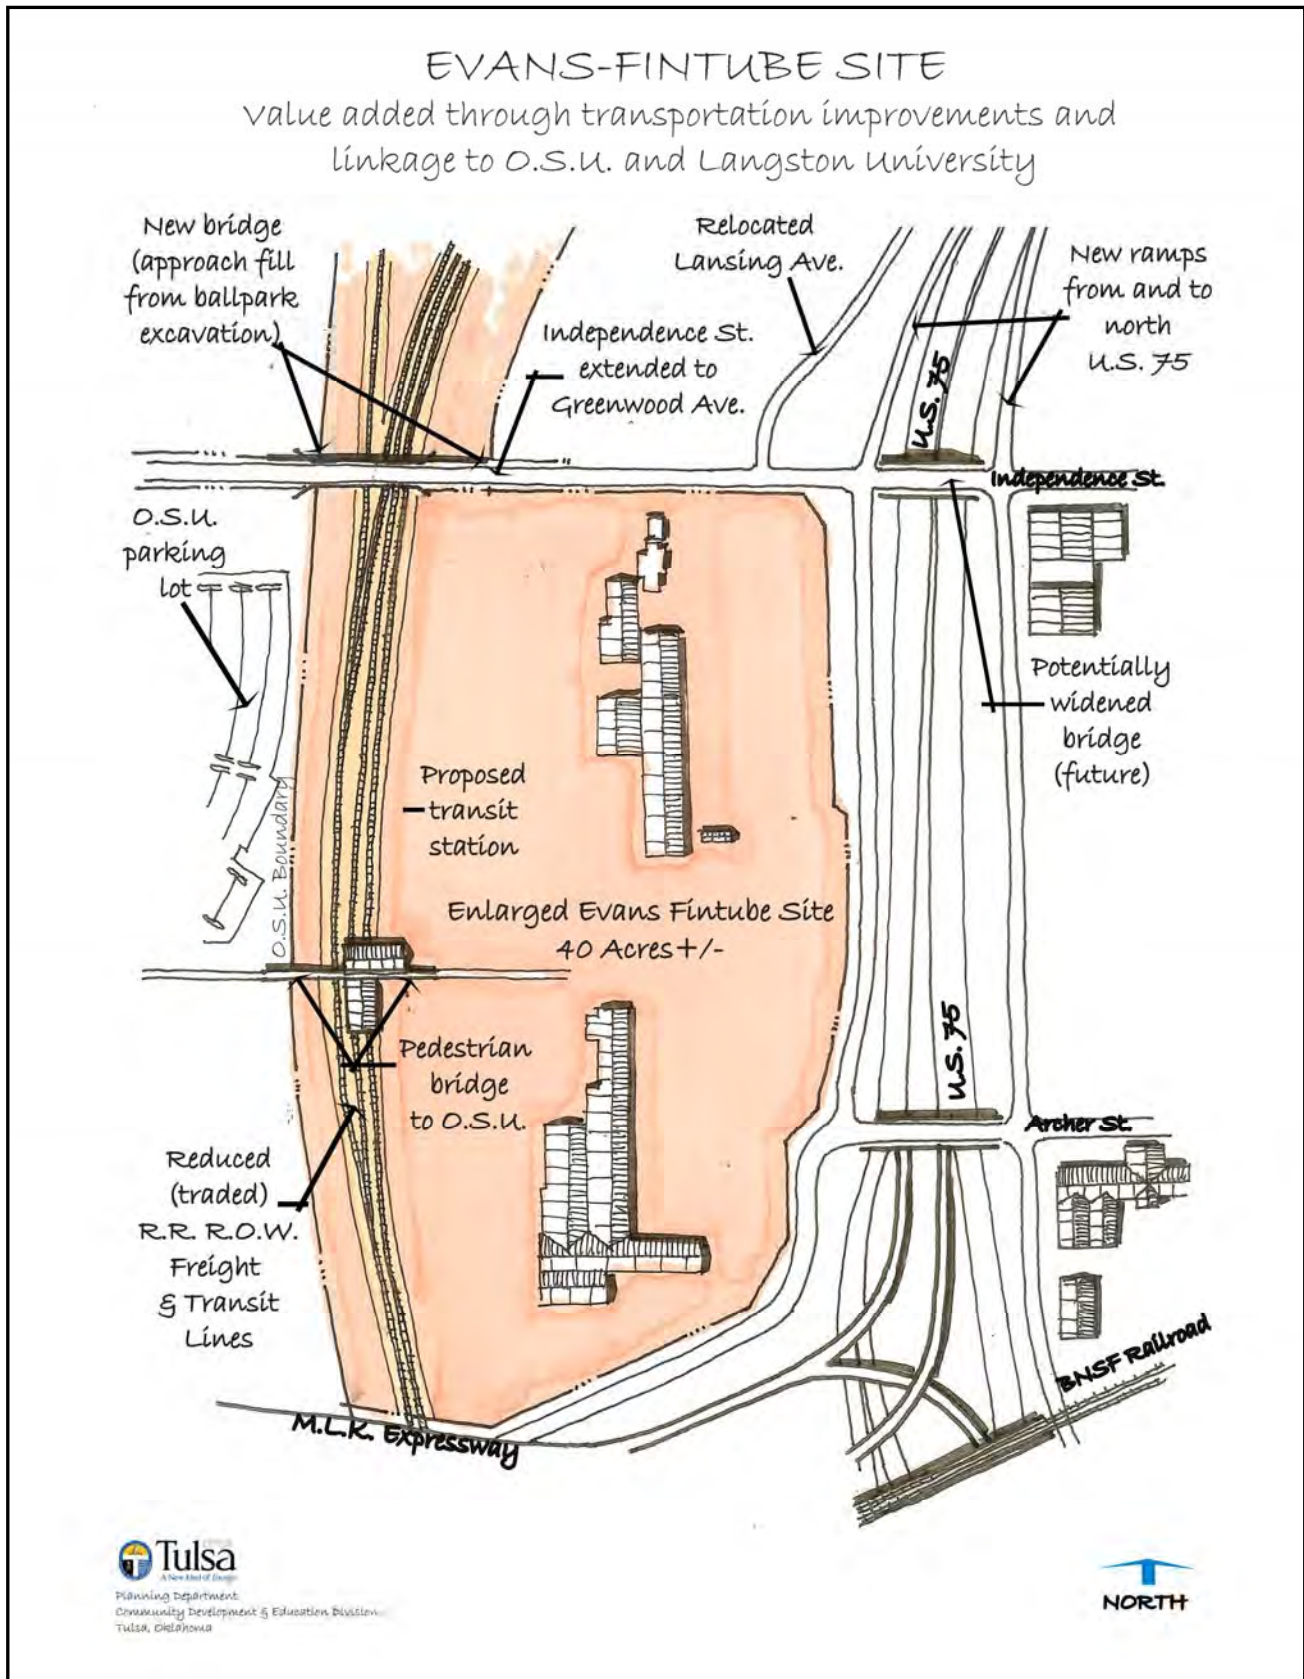 EVANS-FINTUBE SITE
Value added through transportation improvements and
linkage to O.S.U. and Langston University
New bridge
(approach fill
from ballpark
excavation)
Relocated
Lansing Ave.
New ramps
from and to
north
U.S. 75
Independence St.
extended to
Greenwood Ave.
U.S. 75
Independence St.
O.S.U.
parking
lot
Potentially
widened
bridge
(future)
Proposed
transit
station
O.S.U. Boundary
Enlarged Evans Fintube Site
40 Acres+/-
U.S. 75
Pedestrian
bridge
to O.S.U.
Archer St.
Reduced
(traded)
R.R. R.O.W.
Freight
& Transit
Lines
BNSF Railroad
M.L.K. Expressway
Tulsa
A New Kind of Energy
Planning Department
Community Development & Education Division
Tulsa, Oklahoma
NORTH